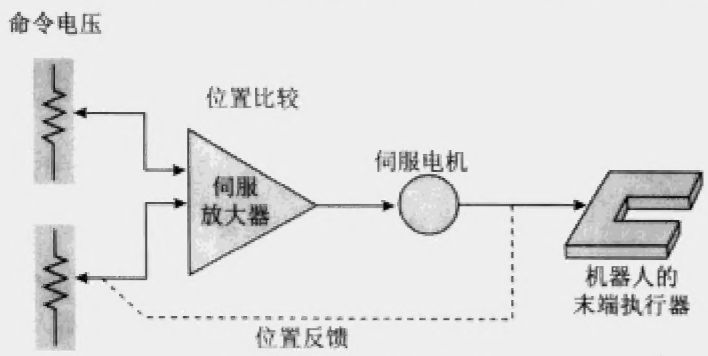 命令电压
位置比较
伺服电机
伺服
放大器
机器人的
末端执行器
位置反馈